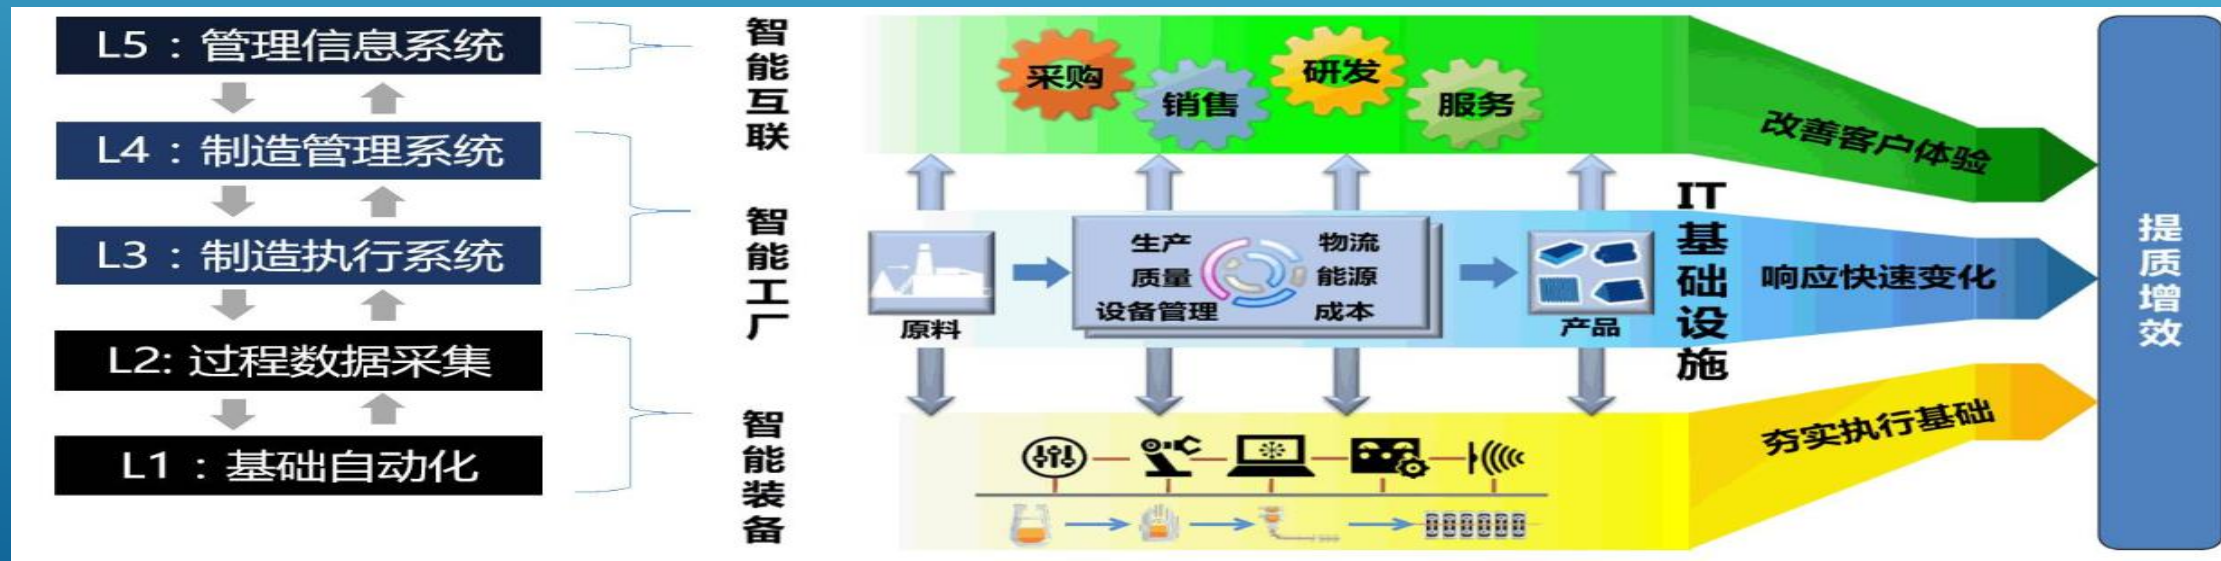 L5：管理信息系统
L4：制造管理系统
L3：制造执行系统
L2: 过程数据采集
L1：基础自动化
智能互联
智能工厂
智能装备
采购
销售
研发
服务
原料
生产
质量
设备管理
物流
能源
成本
产品
IT基础设施
改善客户体验
响应快速变化
夯实执行基础
提质增效